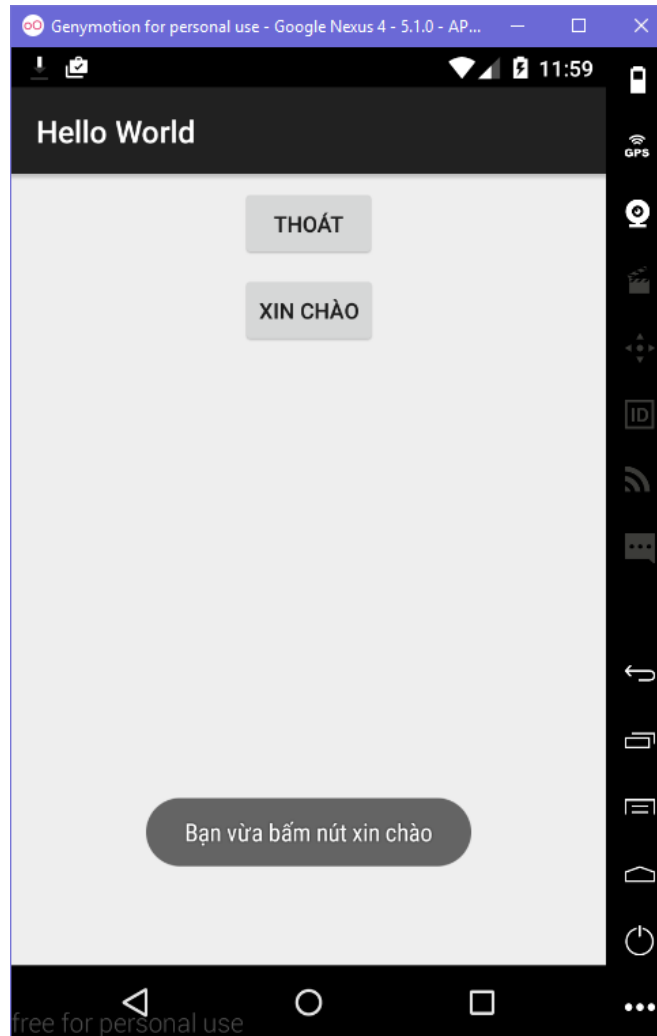 Genymotion for personal use - Google Nexus 4 - 5.1.0 - AP...
11:59
GPS
Hello World
THOÁT
XIN CHÀO
ID
Bạn vừa bấm nút xin chào
free for personal use